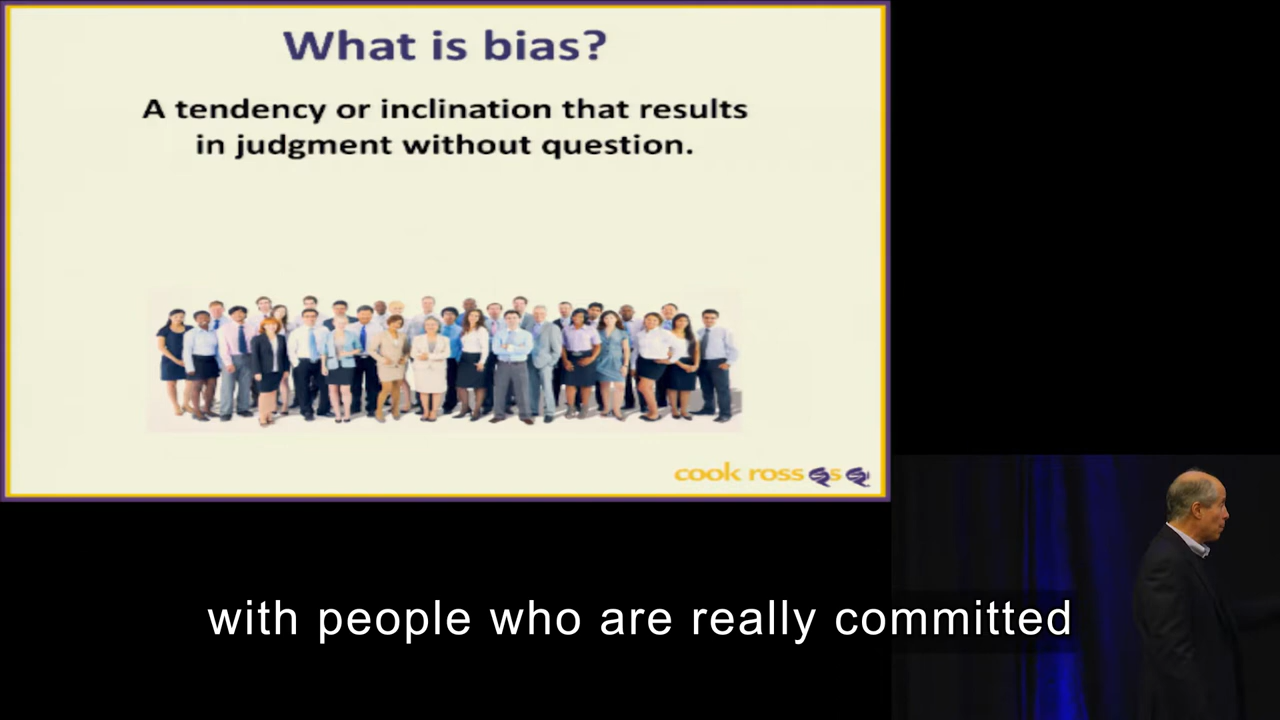 What is bias?
A tendency or inclination that results
in judgment without question.
cook ross
with people who are really committed